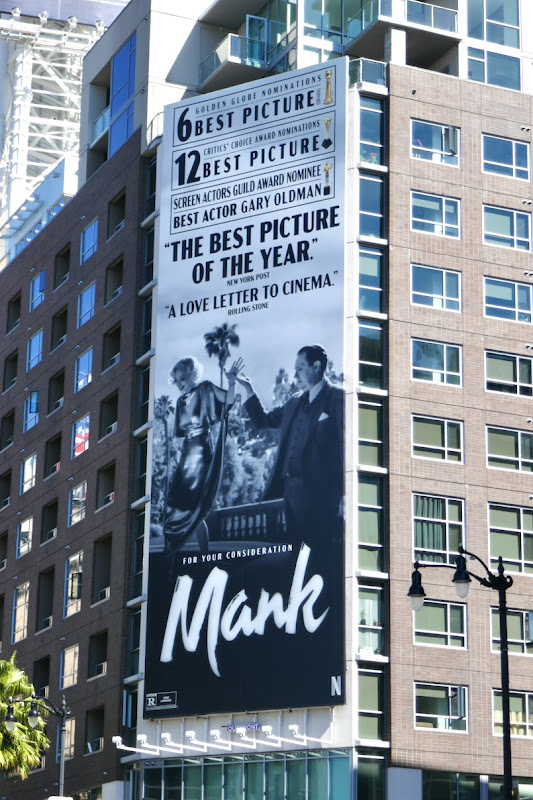 6 GOLDEN GLOBE NOMINATIONS
BEST PICTURE
12 CRITICS' CHOICE AWARD NOMINATIONS
BEST PICTURE
SCREEN ACTORS GUILD AWARD NOMINEE
BEST ACTOR GARY OLDMAN
"THE BEST PICTURE
OF THE YEAR."
NEW YORK POST
"A LOVE LETTER TO CINEMA."
ROLLING STONE
FOR YOUR CONSIDERATION
Mank
R
N